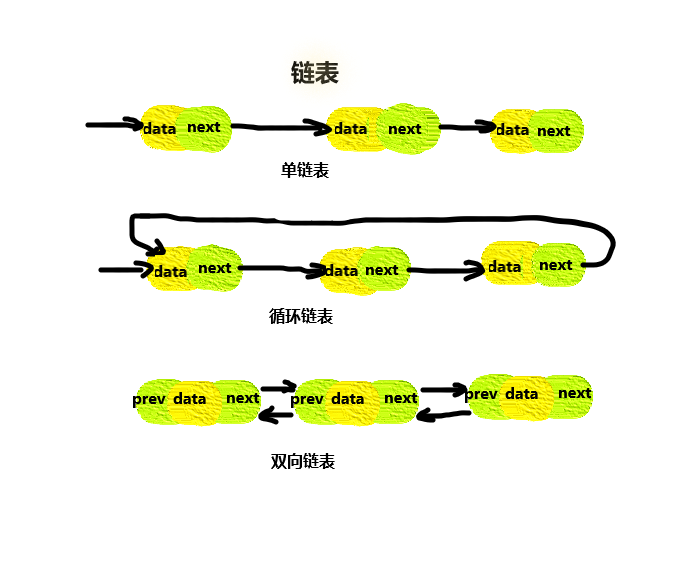 链表
data next data next data next
单链表
data next data next data next
循环链表
prev data next prev data next prev data next
双向链表